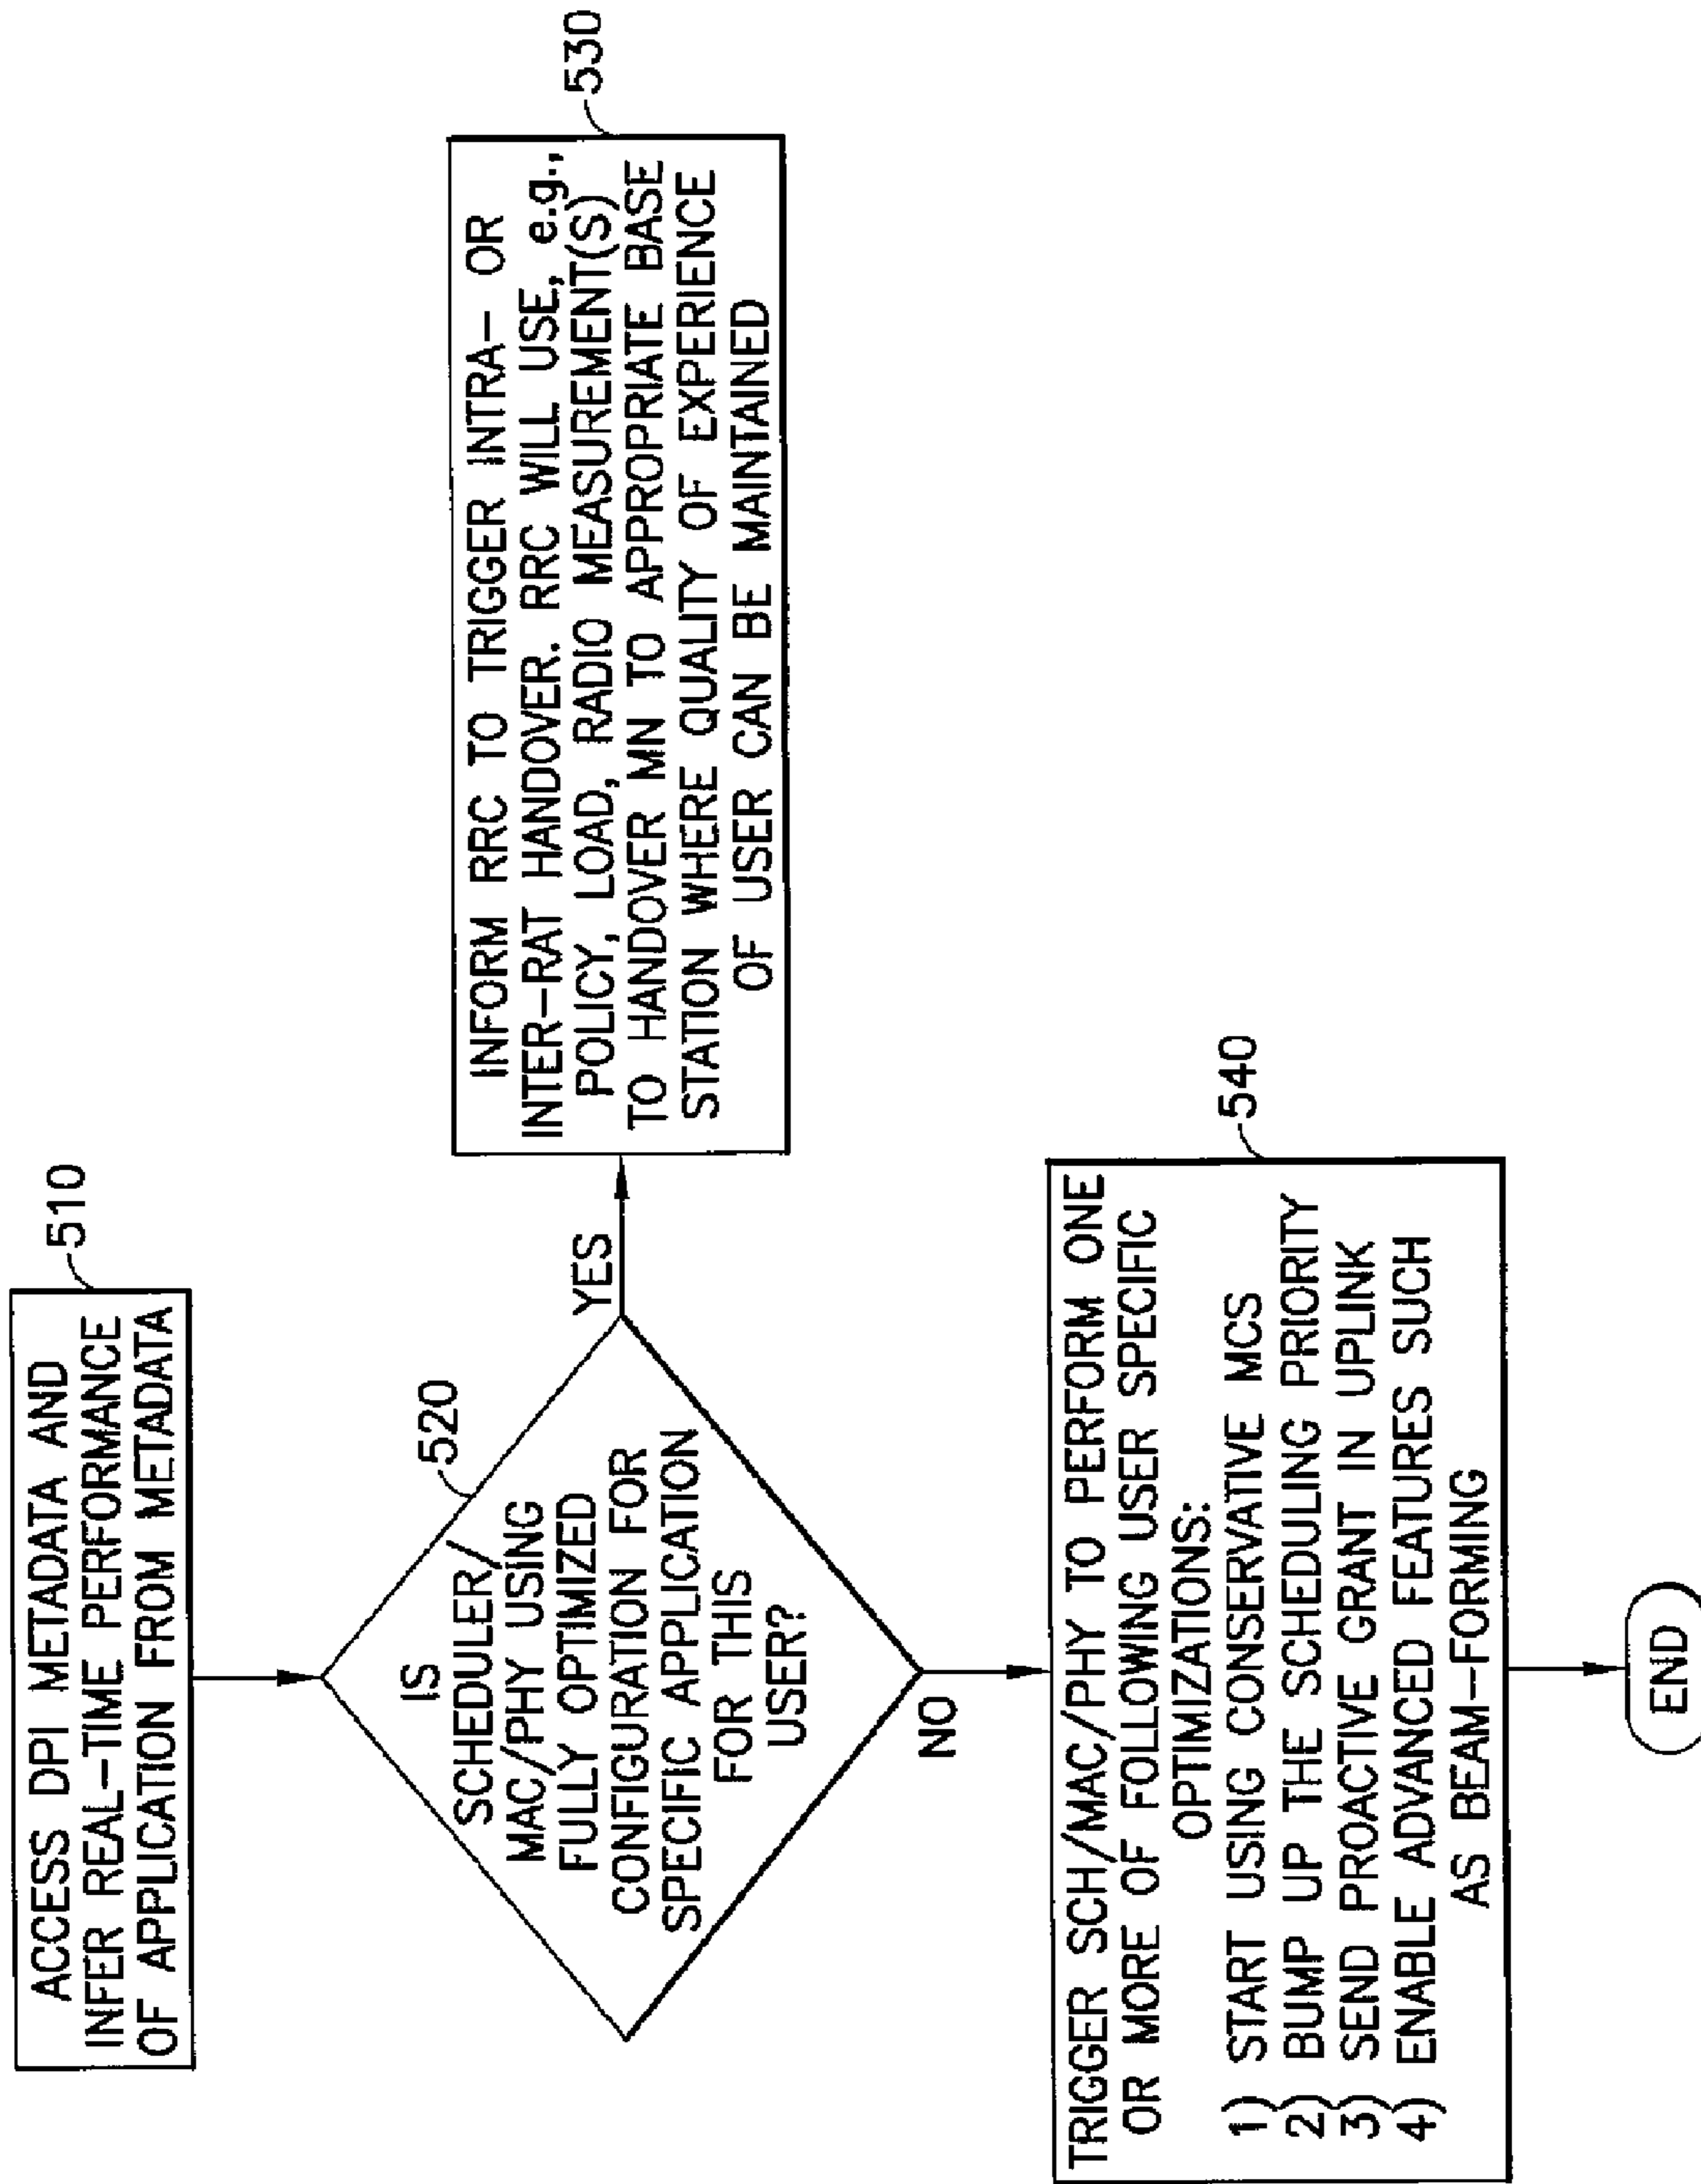 ACCESS DPI METADATA AND
INFER REAL-TIME PERFORMANCE
OF APPLICATION FROM METADATA
510
IS
SCHEDULER/
MAC/PHY USING
FULLY OPTIMIZED
CONFIGURATION FOR
SPECIFIC APPLICATION
FOR THIS
USER?
520
YES
INFORM RRC TO TRIGGER INTRA- OR
INTER-RAT HANDOVER. RRC WILL USE, e.g.,
POLICY, LOAD, RADIO MEASUREMENT(S)
TO HANDOVER MN TO APPROPRIATE BASE
STATION WHERE QUALITY OF EXPERIENCE
OF USER CAN BE MAINTAINED
530
NO
TRIGGER SCH/MAC/PHY TO PERFORM ONE
OR MORE OF FOLLOWING USER SPECIFIC
OPTIMIZATIONS:
1) START USING CONSERVATIVE MCS
2) BUMP UP THE SCHEDULING PRIORITY
3) SEND PROACTIVE GRANT IN UPLINK
4) ENABLE ADVANCED FEATURES SUCH
AS BEAM-FORMING
540
END